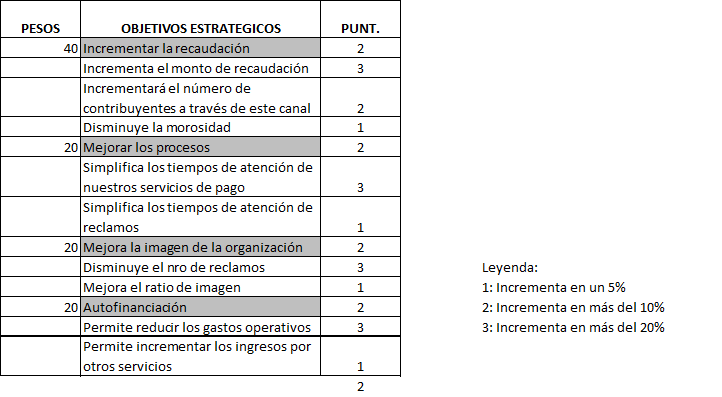 PESOS OBJETIVOS ESTRATEGICOS PUNT.
40 Incrementar la recaudación 2
Incrementa el monto de recaudación 3
Incrementará el número de
contribuyentes a través de este canal 2
Disminuye la morosidad 1
20 Mejorar los procesos 2
Simplifica los tiempos de atención de
nuestros servicios de pago 3
Simplifica los tiempos de atención de
reclamos 1
20 Mejora la imagen de la organización 2
Disminuye el nro de reclamos 3
Mejora el ratio de imagen 1
20 Autofinanciación 2
Permite reducir los gastos operativos 3
Permite incrementar los ingresos por
otros servicios 1
2
Leyenda:
1: Incrementa en un 5%
2: Incrementa en más del 10%
3: Incrementa en más del 20%